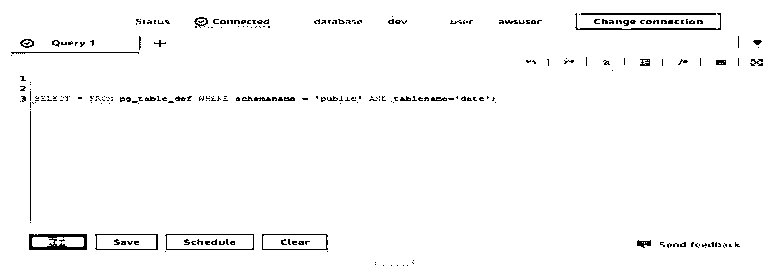 Status Connected database dev user awsuser Change connection
Query 1 +
1
2
3 SELECT * FROM pg_table_def WHERE schemaname = 'public' AND tablename='date';
Save Schedule Clear Send feedback